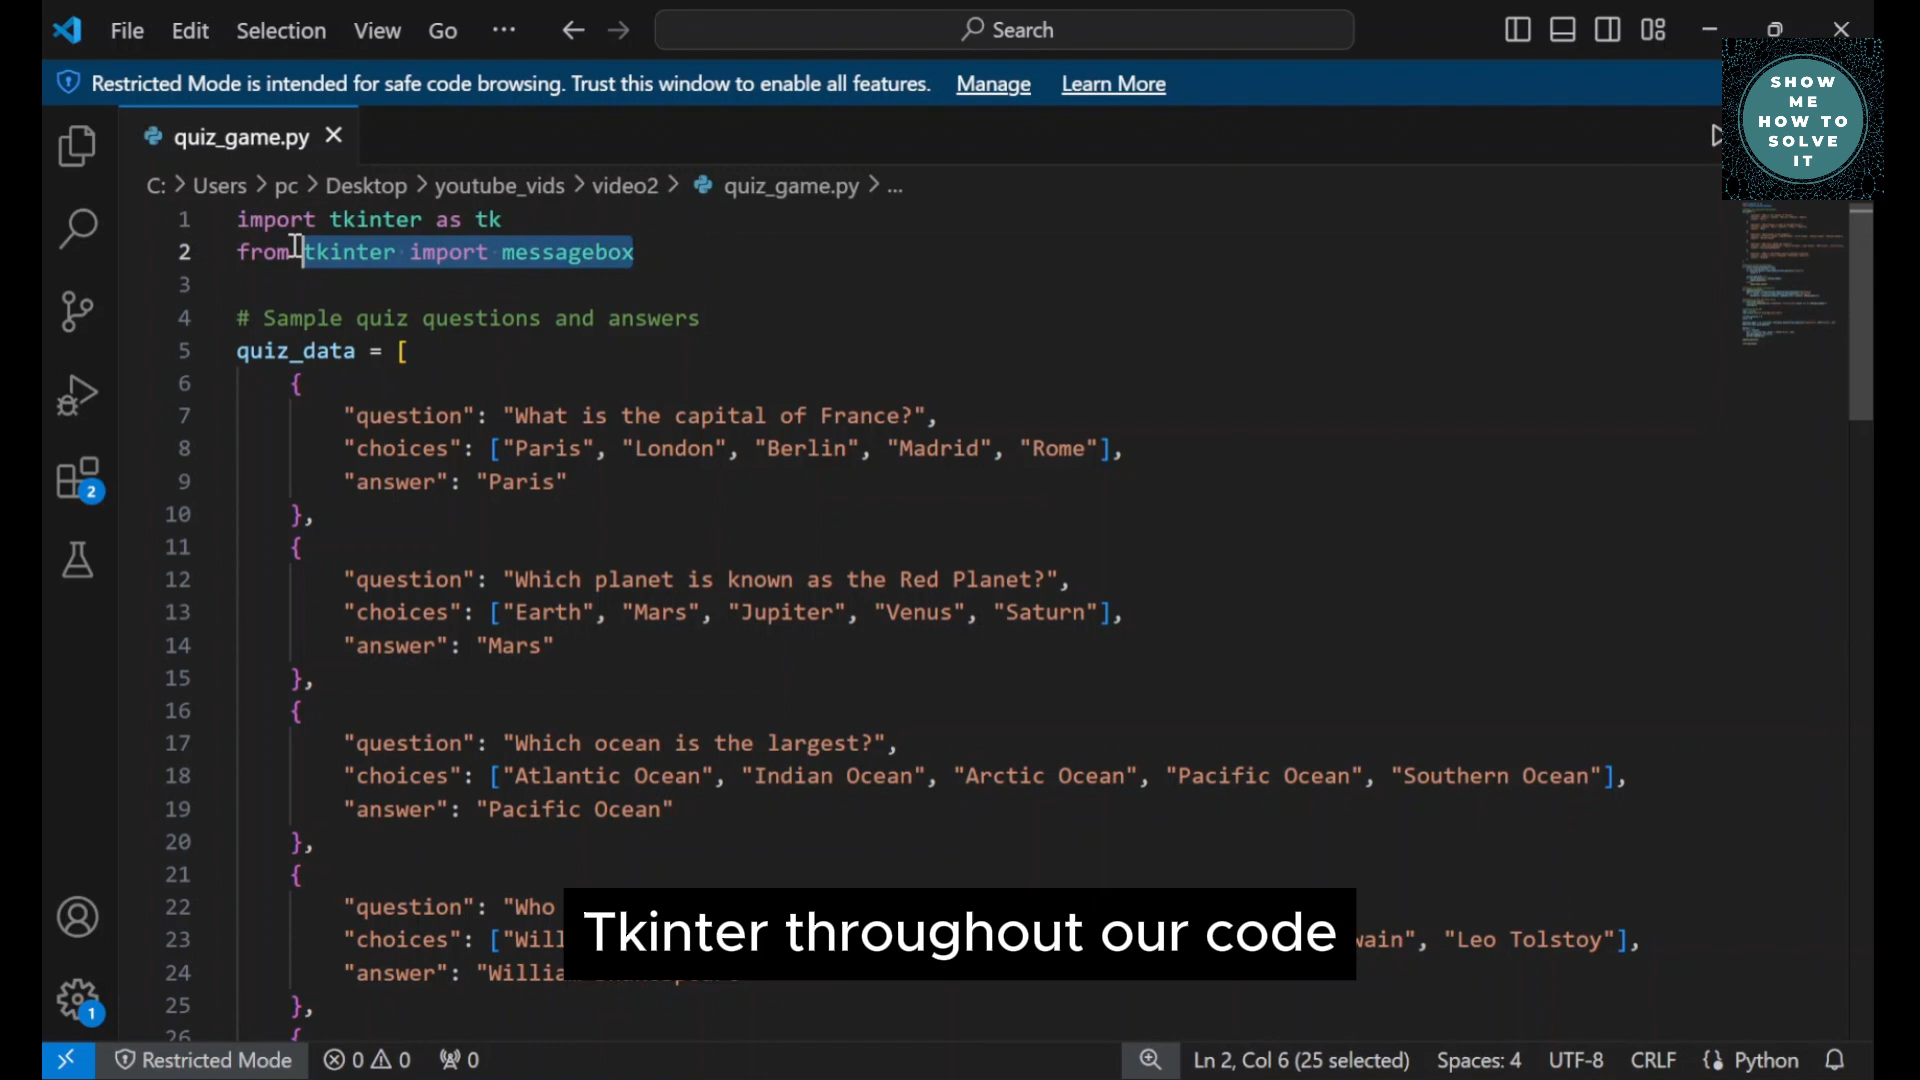 File Edit Selection View Go ... Search
Restricted Mode is intended for safe code browsing. Trust this window to enable all features. Manage Learn More
SHOW
ME
HOW TO
SOLVE
IT
quiz_game.py
C: > Users > pc > Desktop > youtube_vids > video2 > quiz_game.py > ...
1 import tkinter as tk
2 from tkinter import messagebox
3
4 # Sample quiz questions and answers
5 quiz_data = [
6 {
7 "question": "What is the capital of France?",
8 "choices": ["Paris", "London", "Berlin", "Madrid", "Rome"],
9 "answer": "Paris"
10 },
11 {
12 "question": "Which planet is known as the Red Planet?",
13 "choices": ["Earth", "Mars", "Jupiter", "Venus", "Saturn"],
14 "answer": "Mars"
15 },
16 {
17 "question": "Which ocean is the largest?",
18 "choices": ["Atlantic Ocean", "Indian Ocean", "Arctic Ocean", "Pacific Ocean", "Southern Ocean"],
19 "answer": "Pacific Ocean"
20 },
21 {
22 "question": "Who
23 "choices": ["Will wain", "Leo Tolstoy"],
24 "answer": "Willia
25 },
26 {
Tkinter throughout our code
2
1
Restricted Mode 0 0 0 Ln 2, Col 6 (25 selected) Spaces: 4 UTF-8 CRLF Python